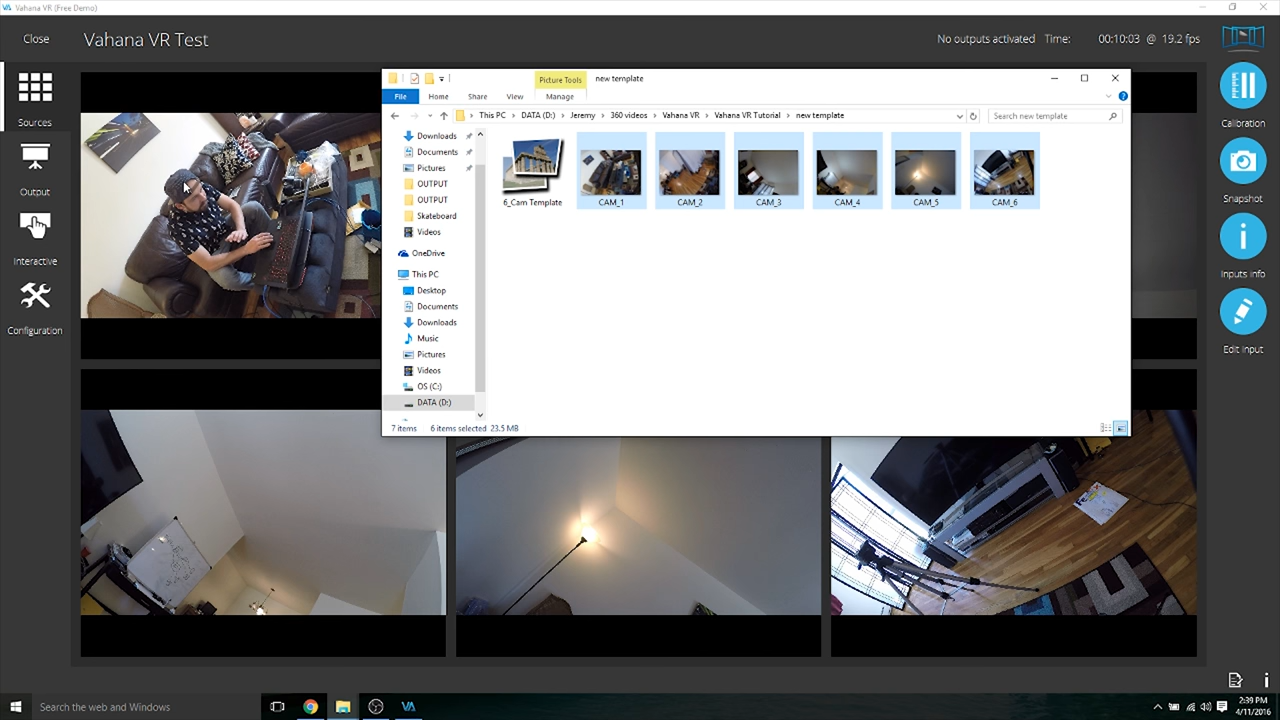 Vahana VR (Free Demo)
Close
Vahana VR Test
No outputs activated
Time:
00:10:03 @ 19.2 fps
Sources
Output
Interactive
Configuration
Calibration
Snapshot
Inputs info
Edit input
Picture Tools
new template
File
Home
Share
View
Manage
This PC
DATA (D:)
Jeremy
360 videos
Vahana VR
Vahana VR Tutorial
new template
Search new template
Downloads
Documents
Pictures
OUTPUT
OUTPUT
Skateboard
Videos
OneDrive
This PC
Desktop
Documents
Downloads
Music
Pictures
Videos
OS (C:)
DATA (D:)
6_Cam Template
CAM_1
CAM_2
CAM_3
CAM_4
CAM_5
CAM_6
7 items
6 items selected 23.5 MB
Search the web and Windows
2:39 PM
4/11/2016